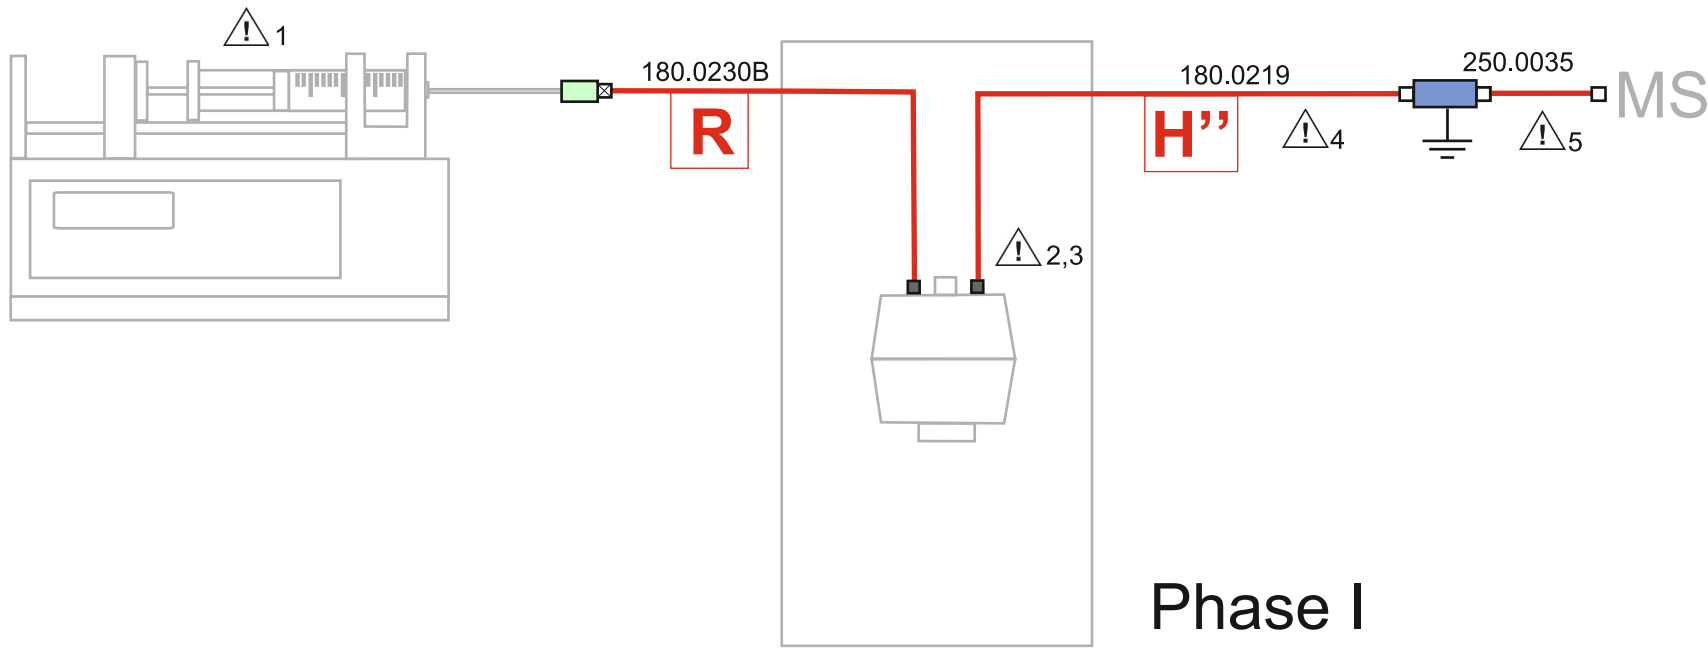 ! 1
180.0230B
R
180.0219
H’’
! 4
250.0035
! 5
MS
! 2,3
Phase I